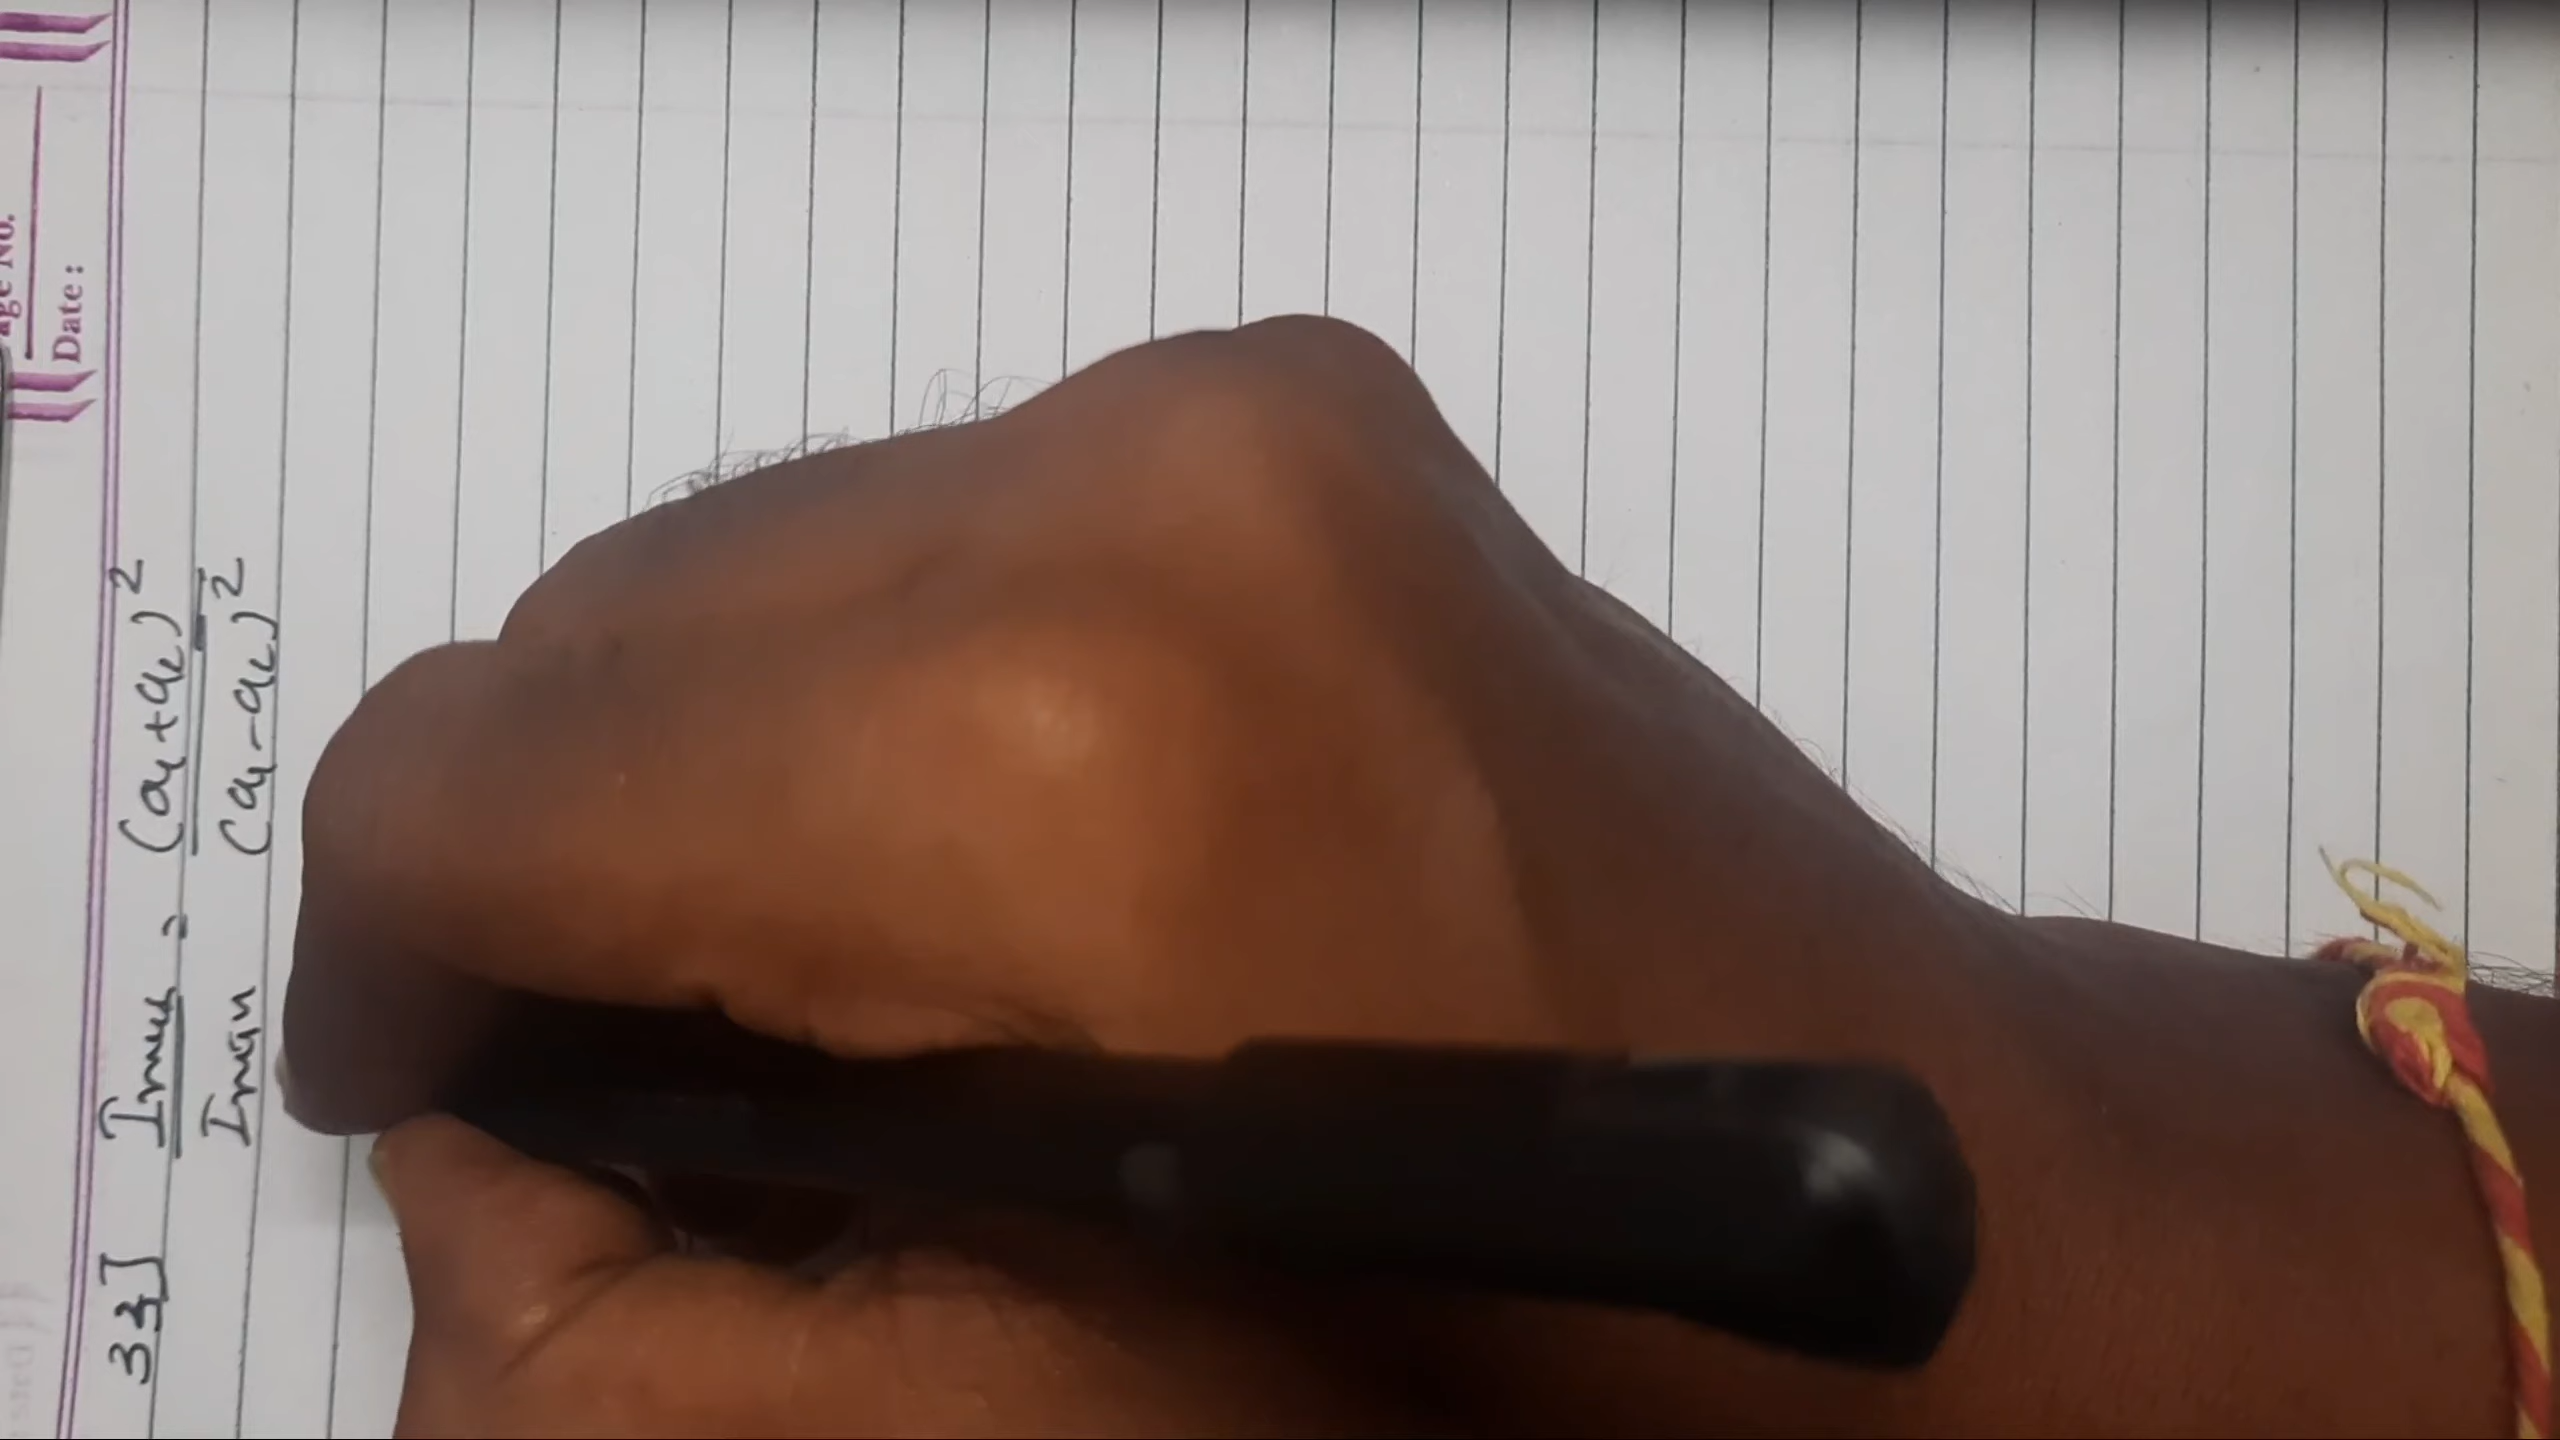 Page No.
Date :
33] Imax = (a1+a2)²
Imin (a1-a2)²